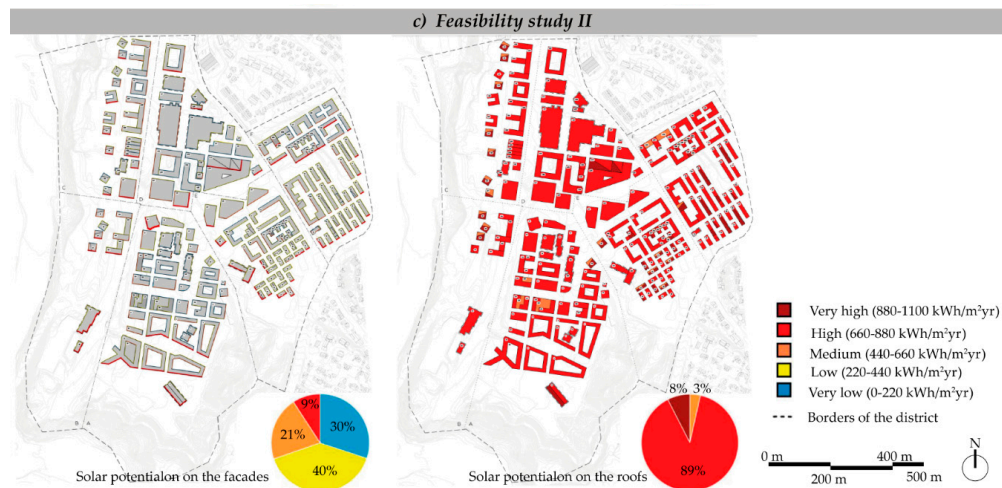 c) Feasibility study II
C
D
E
B
A
9%
30%
21%
40%
Solar potentialon on the facades
C
D
E
B
A
8%
3%
89%
Solar potentialon on the roofs
Very high (880-1100 kWh/m²yr)
High (660-880 kWh/m²yr)
Medium (440-660 kWh/m²yr)
Low (220-440 kWh/m²yr)
Very low (0-220 kWh/m²yr)
Borders of the district
0 m
400 m
200 m
500 m
N